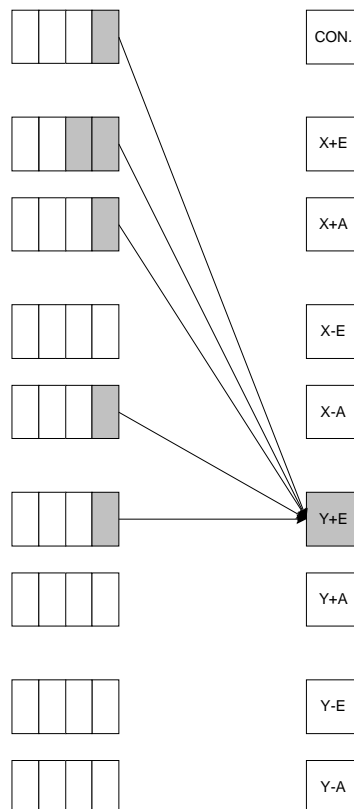 CON.
X+E
X+A
X-E
X-A
Y+E
Y+A
Y-E
Y-A